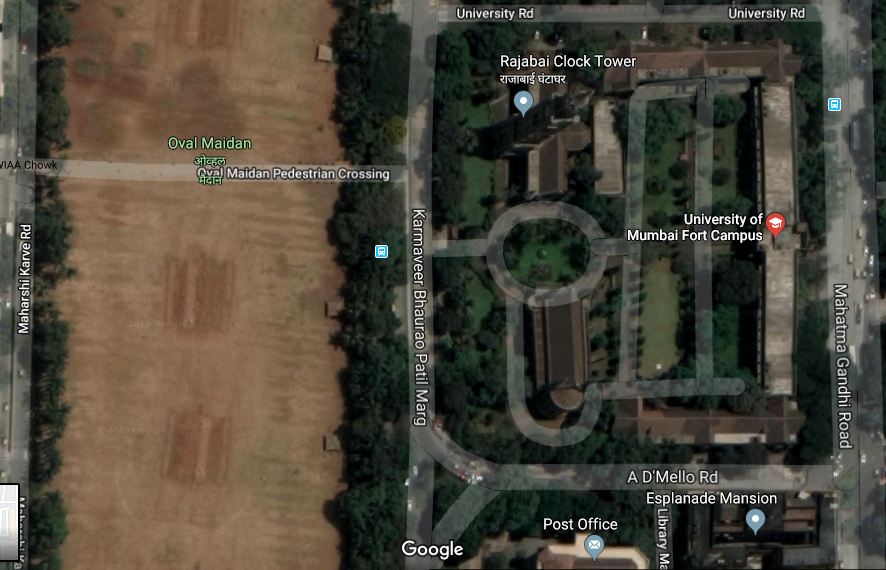 University Rd
University Rd
Rajabai Clock Tower
राजाबाई घंटाघर
Oval Maidan
ओव्हल
मैदान
WIAA Chowk
Oval Maidan Pedestrian Crossing
University of
Mumbai Fort Campus
Maharshi Karve Rd
Karmaveer Bhaurao Patil Marg
Mahatma Gandhi Road
A D'Mello Rd
Esplanade Mansion
Post Office
Library Ma
Google